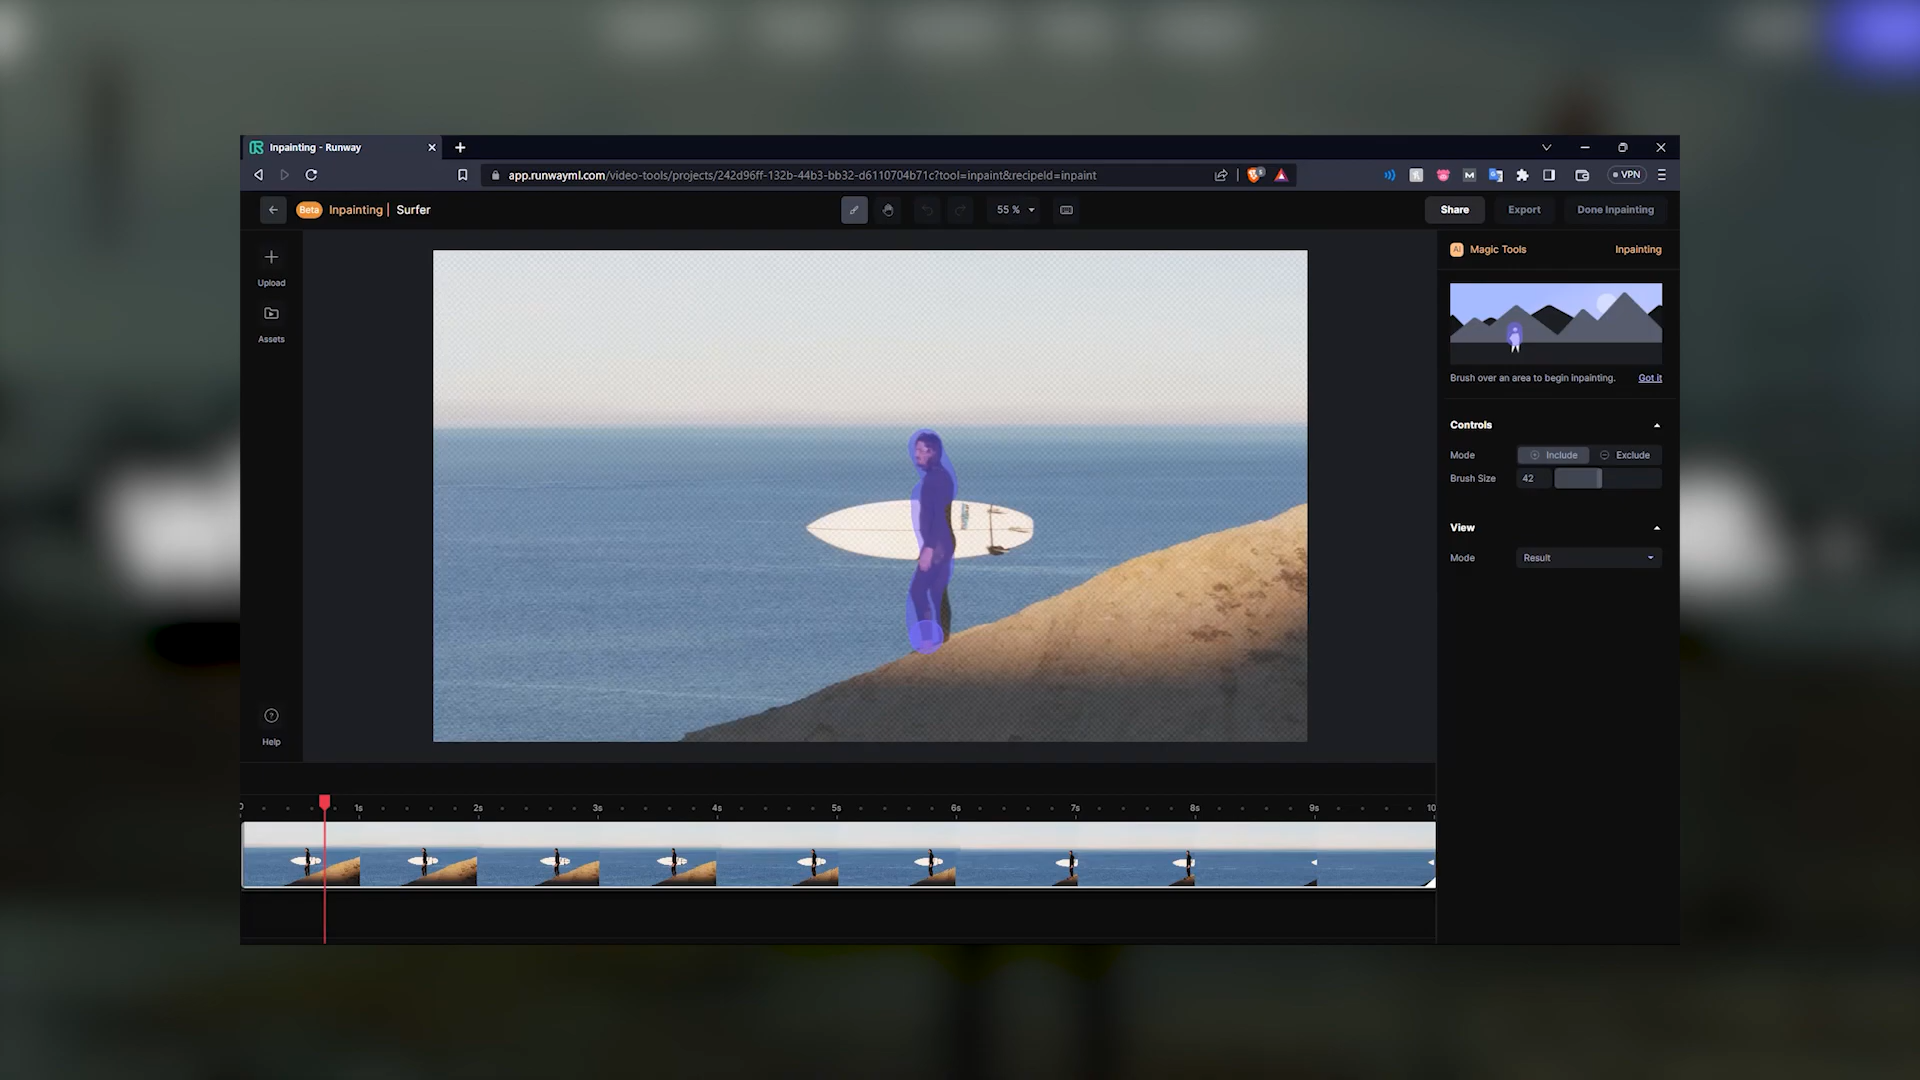 Inpainting - Runway
app.runwayml.com/video-tools/projects/242d96ff-132b-44b3-bb32-d6110704b71c?tool=inpaint&recipeId=inpaint
VPN
Beta Inpainting | Surfer
55 %
Share
Export
Done Inpainting
Upload
Assets
Help
AI Magic Tools
Inpainting
Brush over an area to begin inpainting.
Got it
Controls
Mode
Include
Exclude
Brush Size
42
View
Mode
Result
0 1s 2s 3s 4s 5s 6s 7s 8s 9s 10